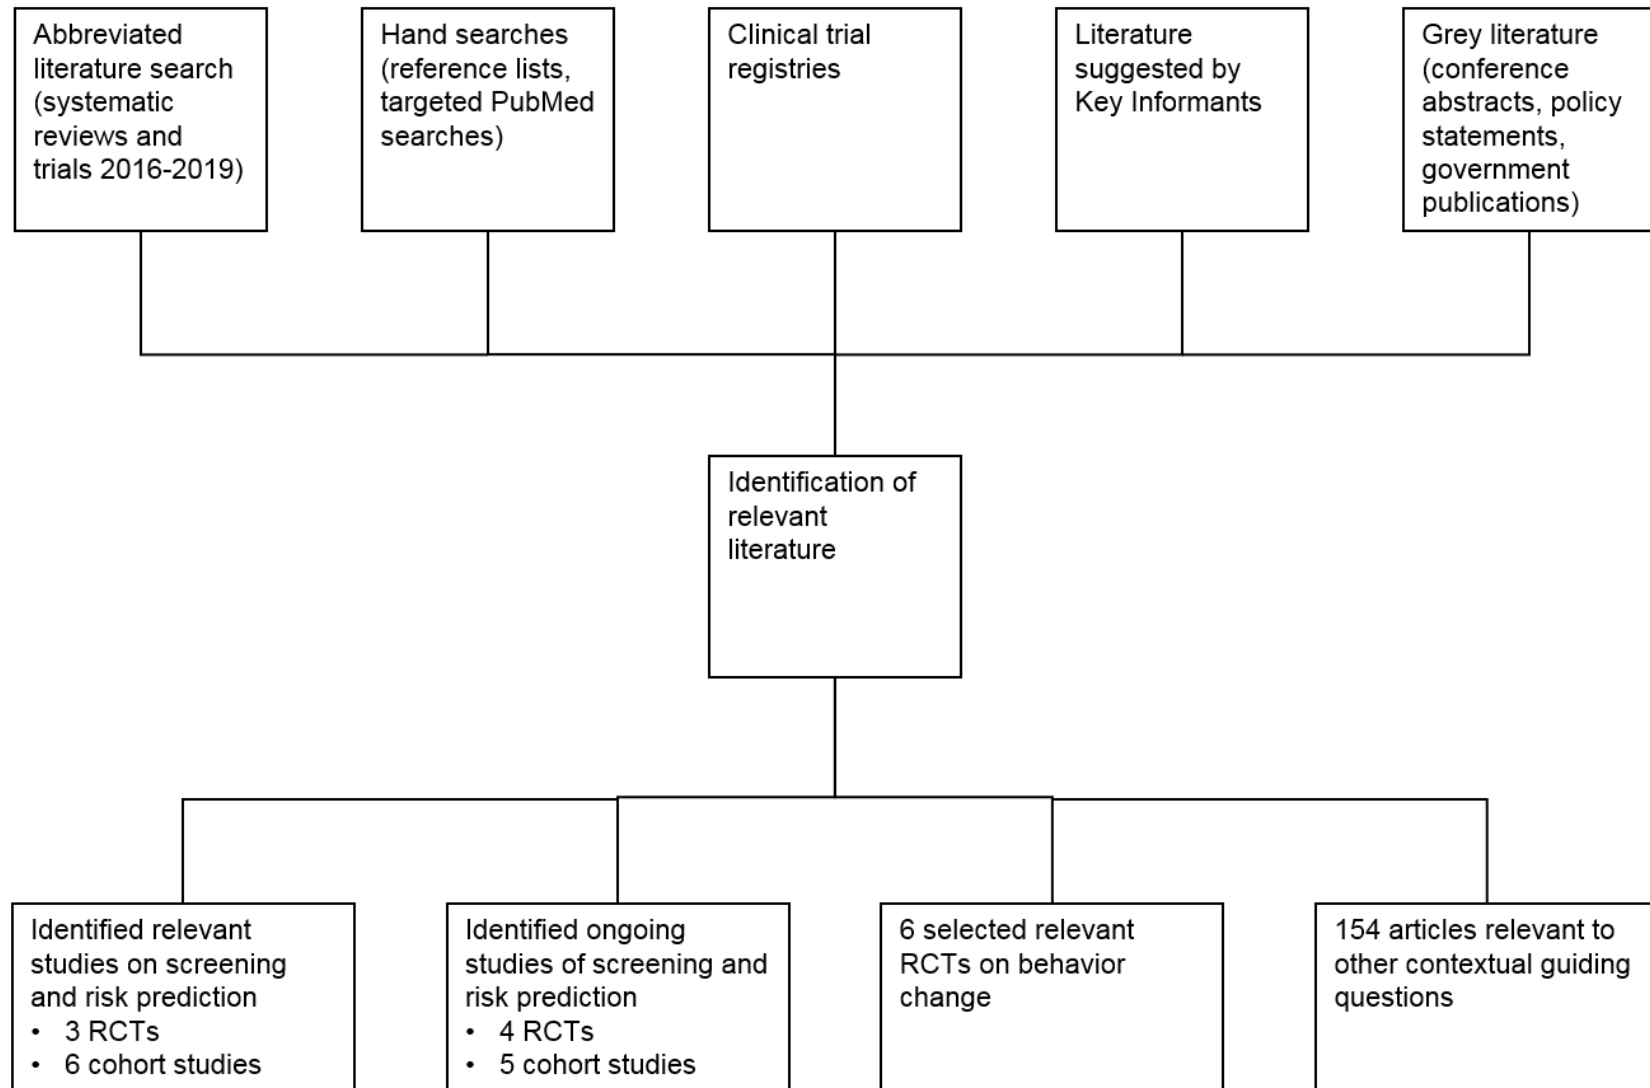 Abbreviated
literature search
(systematic
reviews and
trials 2016-2019)
Hand searches
(reference lists,
targeted PubMed
searches)
Clinical trial
registries
Literature
suggested by
Key Informants
Grey literature
(conference
abstracts, policy
statements,
government
publications)
Identification of
relevant
literature
Identified relevant
studies on screening
and risk prediction
• 3 RCTs
• 6 cohort studies
Identified ongoing
studies of screening and
risk prediction
• 4 RCTs
• 5 cohort studies
6 selected relevant
RCTs on behavior
change
154 articles relevant to
other contextual guiding
questions